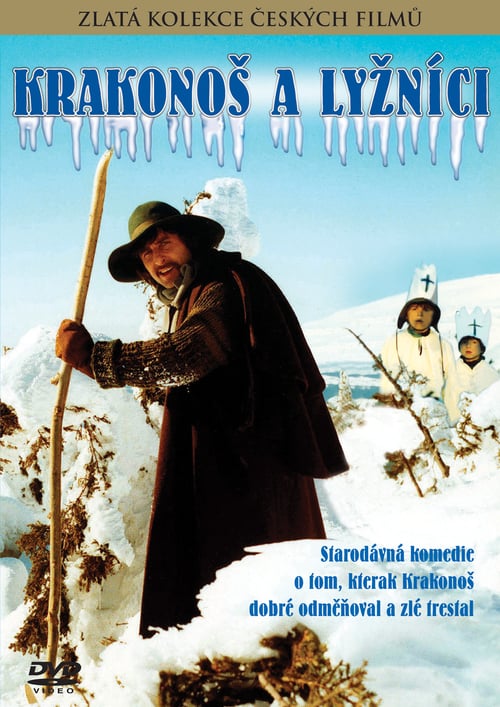 ZLATÁ KOLEKCE ČESKÝCH FILMŮ
KRAKONOŠ A LYŽNÍCI
Starodávná komedie
o tom, kterak Krakonoš
dobré odměňoval a zlé trestal
DVD
VIDEO